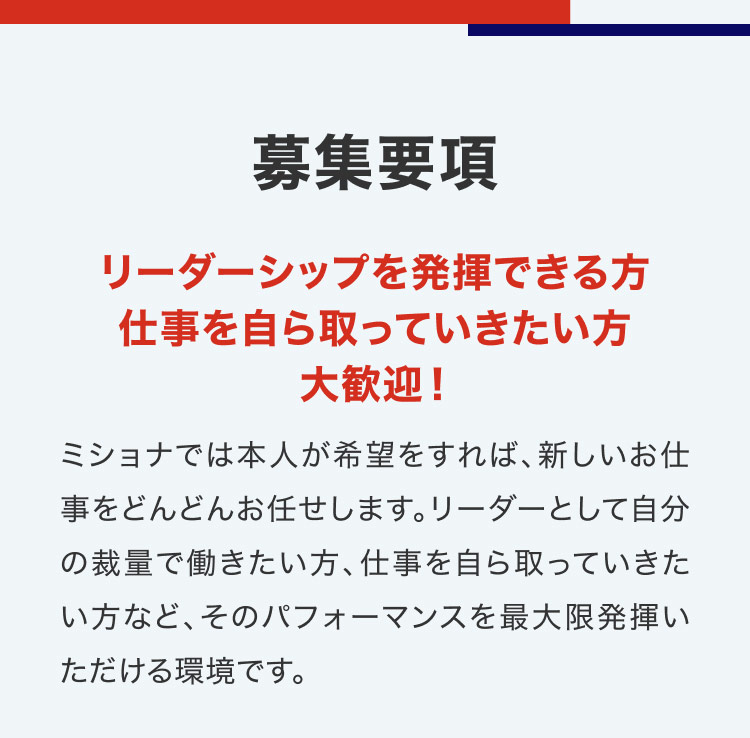 募集要項
リーダーシップを発揮できる方
仕事を自ら取っていきたい方
大歓迎！
ミショナでは本人が希望をすれば、新しいお仕
事をどんどんお任せします。リーダーとして自分
の裁量で働きたい方、仕事を自ら取っていきた
い方など、そのパフォーマンスを最大限発揮い
ただける環境です。